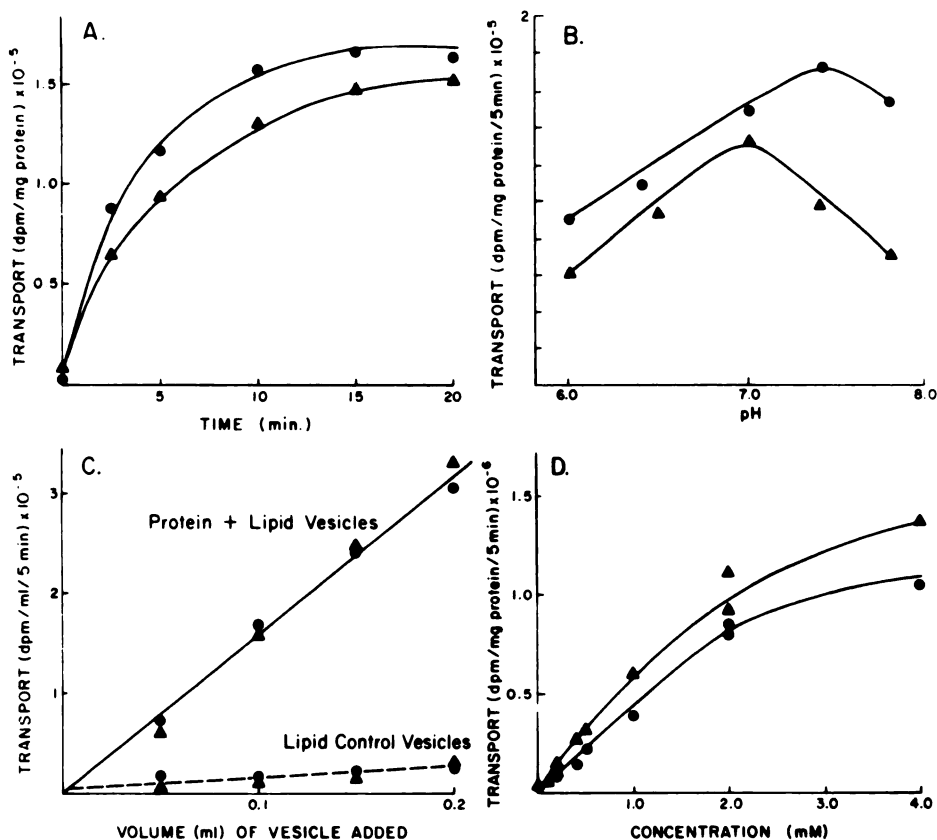 A.
TRANSPORT (dpm/mg protein) x 10⁻⁵
1.5
1.0
0.5
0
5
10
15
20
TIME (min.)
B.
TRANSPORT (dpm/mg protein/5min) x 10⁻⁵
2
6.0
7.0
8.0
pH
C.
TRANSPORT (dpm/ml/5 min) x 10⁻⁵
3
2
1
Protein + Lipid Vesicles
Lipid Control Vesicles
0.1
0.2
VOLUME (ml) OF VESICLE ADDED
D.
TRANSPORT (dpm/mg protein/5min) x 10⁻⁶
1.5
1.0
0.5
1.0
2.0
3.0
4.0
CONCENTRATION (mM)